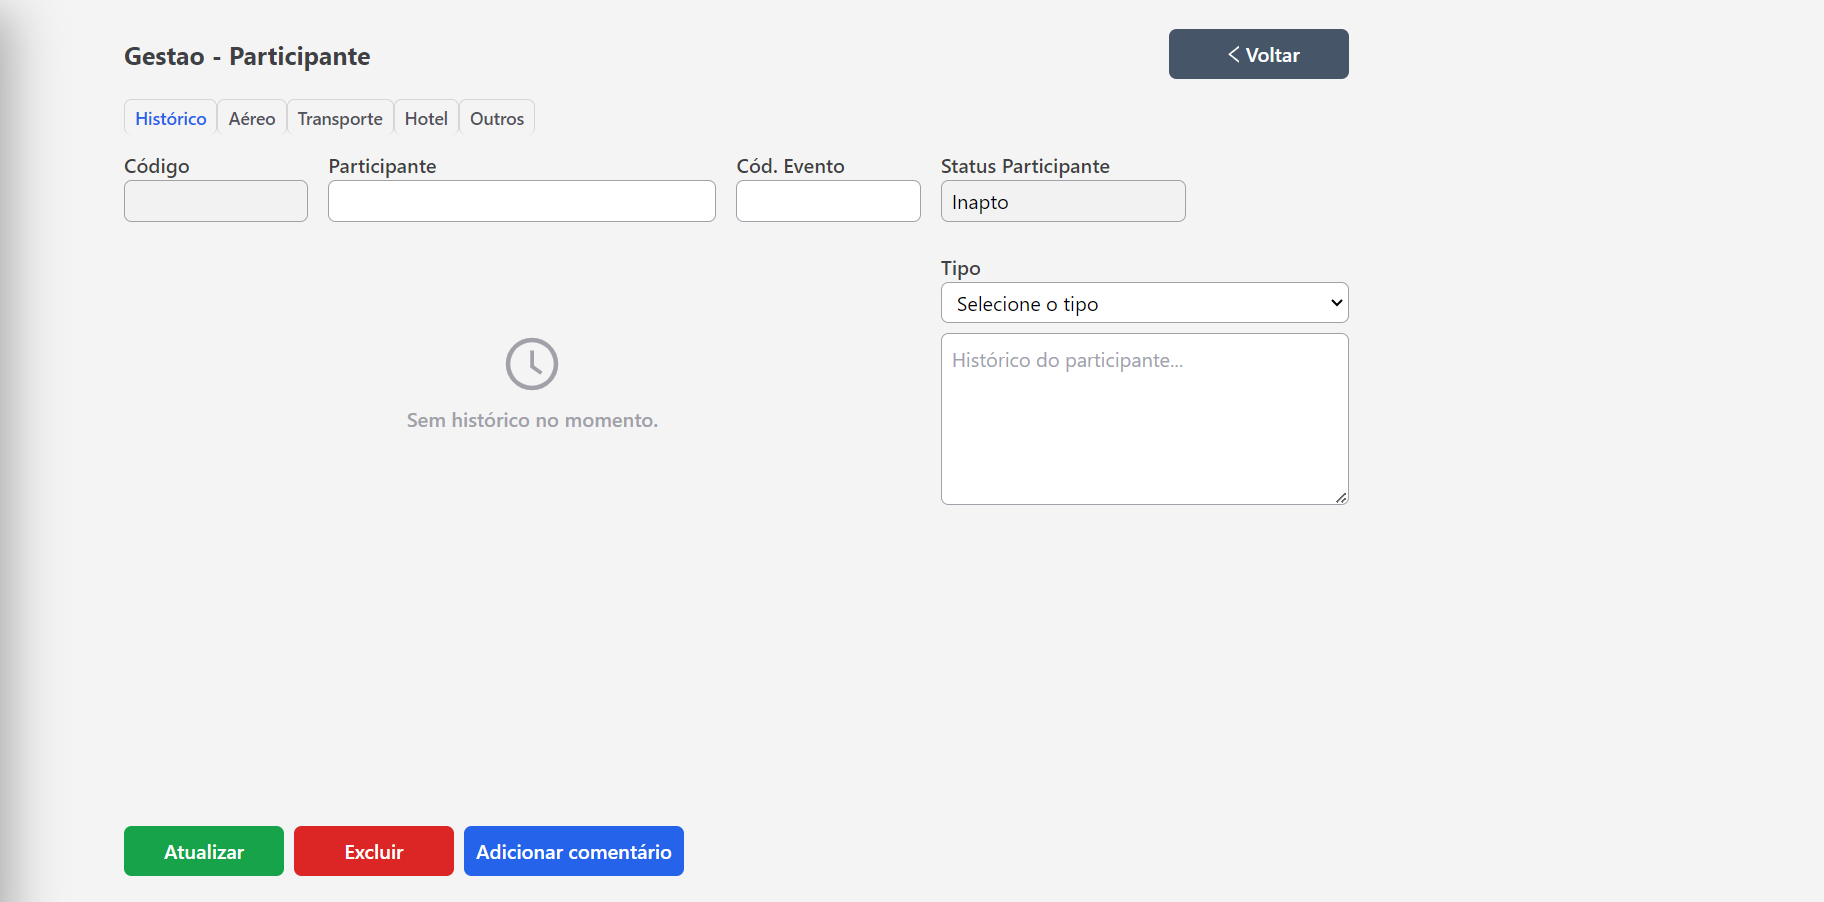 Gestao - Participante
Voltar
Histórico Aéreo Transporte Hotel Outros
Código Participante Cód. Evento Status Participante
Inapto
Tipo
Selecione o tipo
Histórico do participante...
Sem histórico no momento.
Atualizar Excluir Adicionar comentário